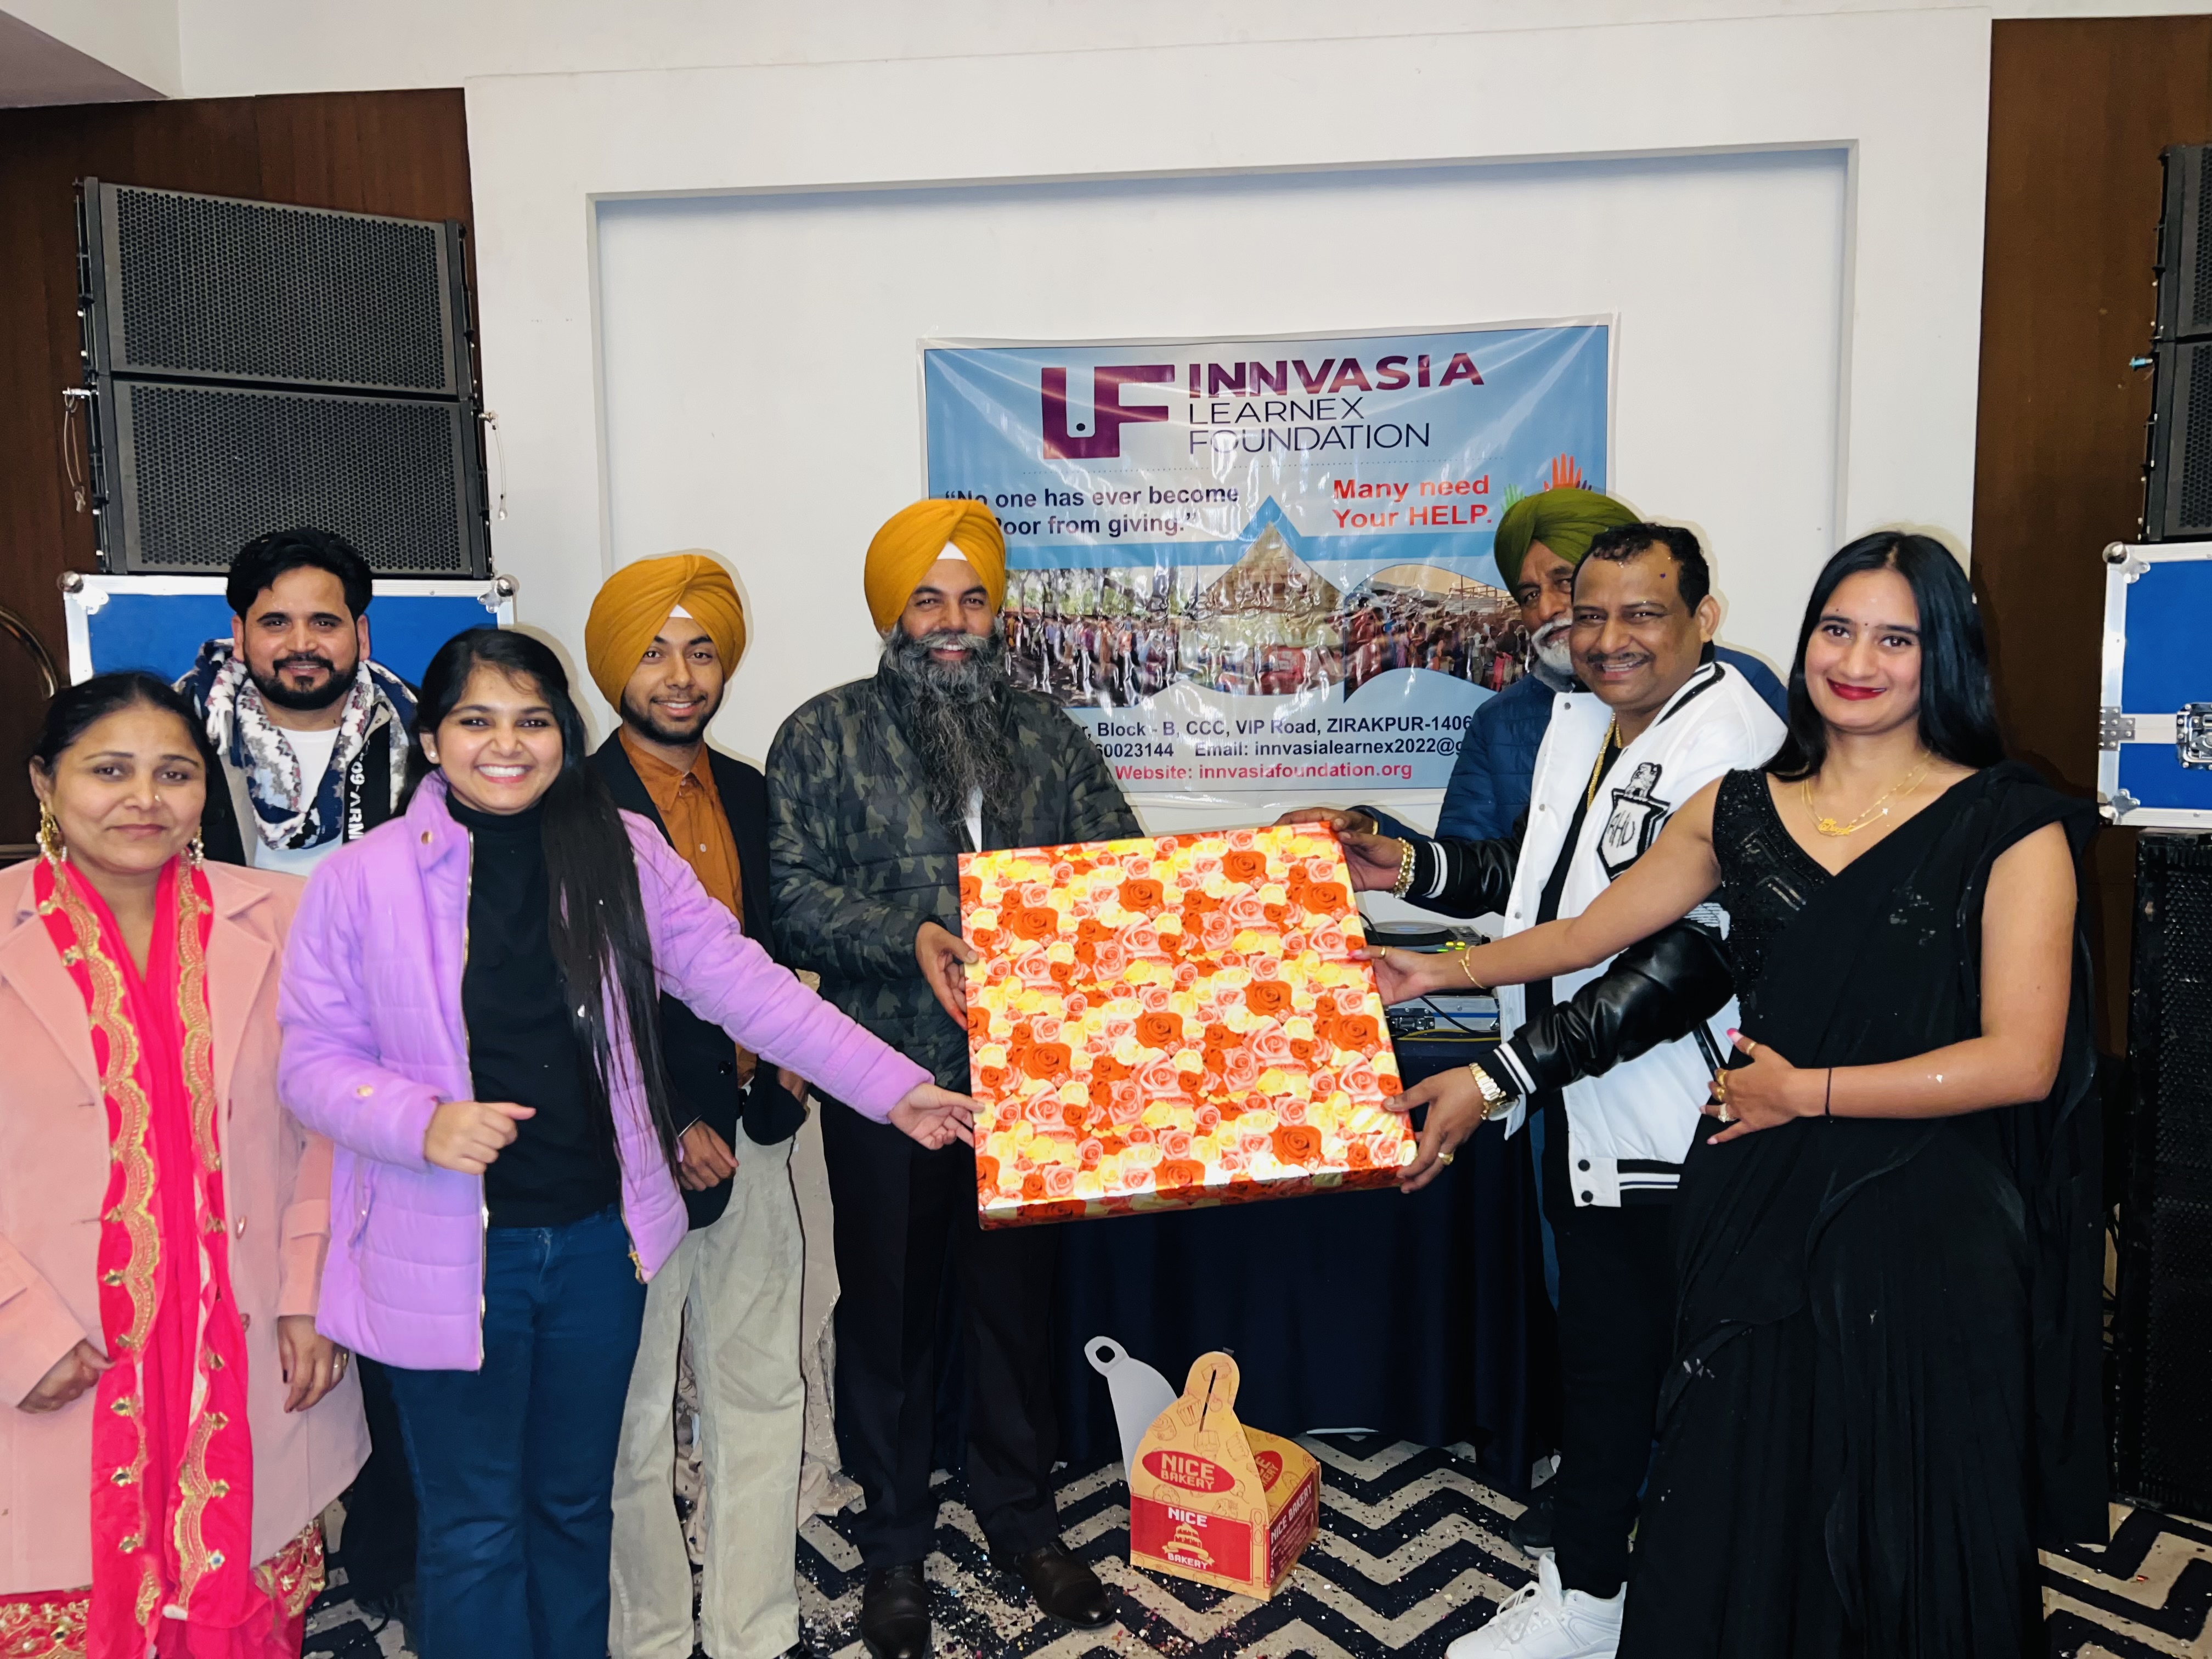 INNVASIA
LEARNEX
FOUNDATION
“No one has ever become
Poor from giving.”
Many need
Your HELP.
Block - B, CCC, VIP Road, ZIRAKPUR-1406
60023144 Email: innvasialearnex2022@g
Website: innvasiafoundation.org
NICE
BAKERY
NICE
BAKERY
NICE BAKERY